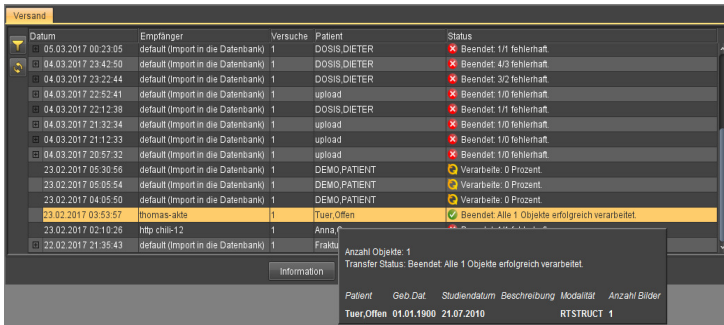 Versand
Datum Empfänger Versuche Patient Status
05.03.2017 00:23:05 default (Import in die Datenbank) 1 DOSIS,DIETER Beendet: 1/1 fehlerhaft.
04.03.2017 23:42:50 default (Import in die Datenbank) 1 DOSIS,DIETER Beendet: 4/3 fehlerhaft.
04.03.2017 23:22:44 default (Import in die Datenbank) 1 DOSIS,DIETER Beendet: 3/2 fehlerhaft.
04.03.2017 22:52:41 default (Import in die Datenbank) 1 upload Beendet: 1/0 fehlerhaft.
04.03.2017 22:12:38 default (Import in die Datenbank) 1 DOSIS,DIETER Beendet: 1/1 fehlerhaft.
04.03.2017 21:32:34 default (Import in die Datenbank) 1 upload Beendet: 1/0 fehlerhaft.
04.03.2017 21:12:33 default (Import in die Datenbank) 1 upload Beendet: 1/0 fehlerhaft.
04.03.2017 20:57:32 default (Import in die Datenbank) 1 upload Beendet: 1/0 fehlerhaft.
23.02.2017 05:30:56 default (Import in die Datenbank) 1 DEMO,PATIENT Verarbeite: 0 Prozent.
23.02.2017 05:05:54 default (Import in die Datenbank) 1 DEMO,PATIENT Verarbeite: 0 Prozent.
23.02.2017 04:05:50 default (Import in die Datenbank) 1 DEMO,PATIENT Verarbeite: 0 Prozent.
23.02.2017 03:53:57 thomas-akte 1 Tuer,Offen Beendet: Alle 1 Objekte erfolgreich verarbeitet.
23.02.2017 02:10:26 http chili-12 1
22.02.2017 21:35:43 default (Import in die Datenbank) 1
Anzahl Objekte: 1
Transfer Status: Beendet: Alle 1 Objekte erfolgreich verarbeitet.
Information
Patient Geb.Dat. Studiendatum Beschreibung Modalität Anzahl Bilder
Tuer,Offen 01.01.1900 21.07.2010 RTSTRUCT 1